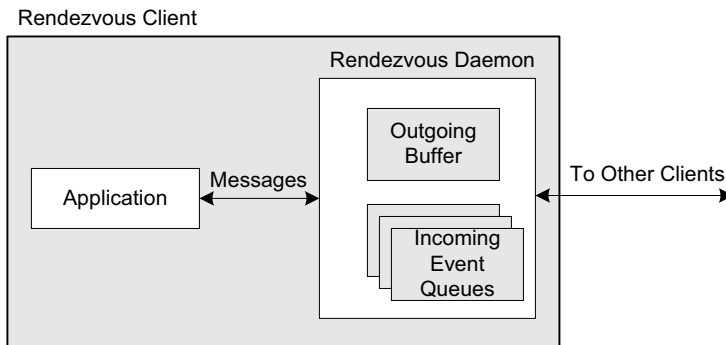 Rendezvous Client
Rendezvous Daemon
Outgoing
Buffer
To Other Clients
Messages
Application
Incoming
Event
Queues